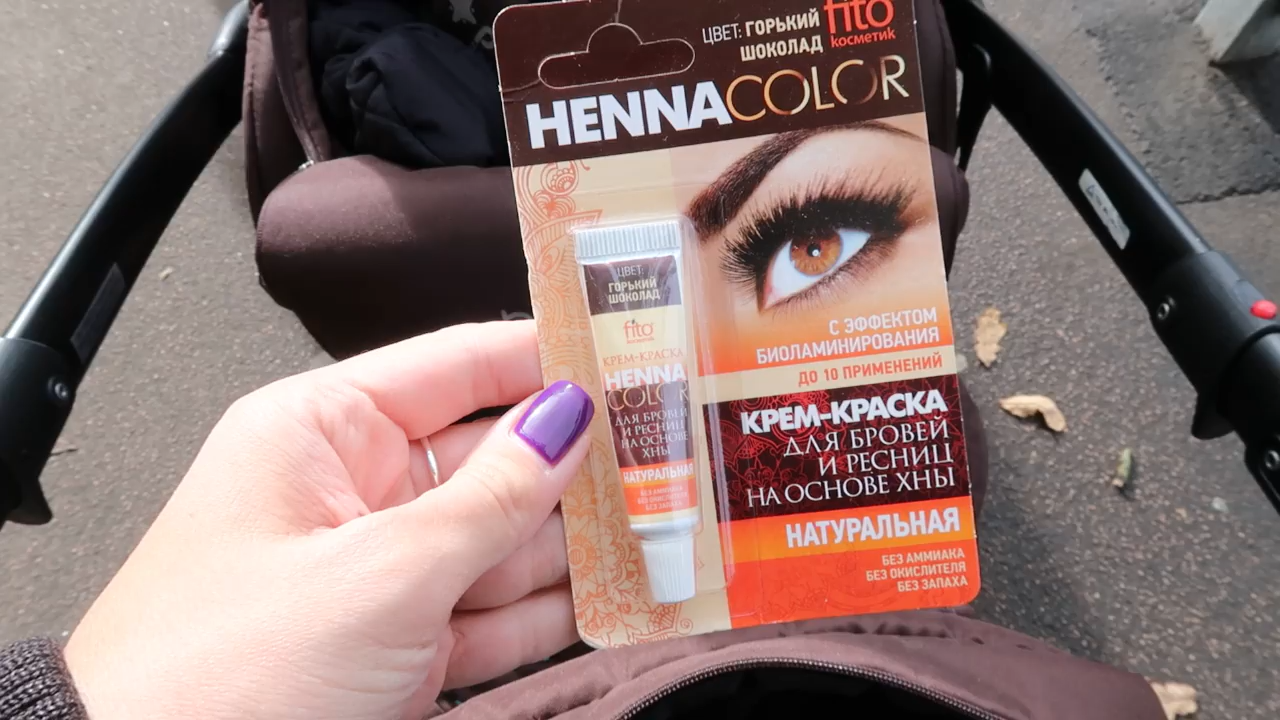 ЦВЕТ: ГОРЬКИЙ
ШОКОЛАД
fito
косметик
HENNACOLOR
С ЭФФЕКТОМ
БИОЛАМИНИРОВАНИЯ
ДО 10 ПРИМЕНЕНИЙ
КРЕМ-КРАСКА
ДЛЯ БРОВЕЙ
И РЕСНИЦ
НА ОСНОВЕ ХНЫ
НАТУРАЛЬНАЯ
БЕЗ АММИАКА
БЕЗ ОКИСЛИТЕЛЯ
БЕЗ ЗАПАХА
ЦВЕТ:
ГОРЬКИЙ
ШОКОЛАД
fito
косметик
КРЕМ-КРАСКА
HENNA
COLOR
ДЛЯ БРОВЕЙ
И РЕСНИЦ
НА ОСНОВЕ
ХНЫ
НАТУРАЛЬНАЯ
БЕЗ АММИАКА
БЕЗ ОКИСЛИТЕЛЯ
БЕЗ ЗАПАХА